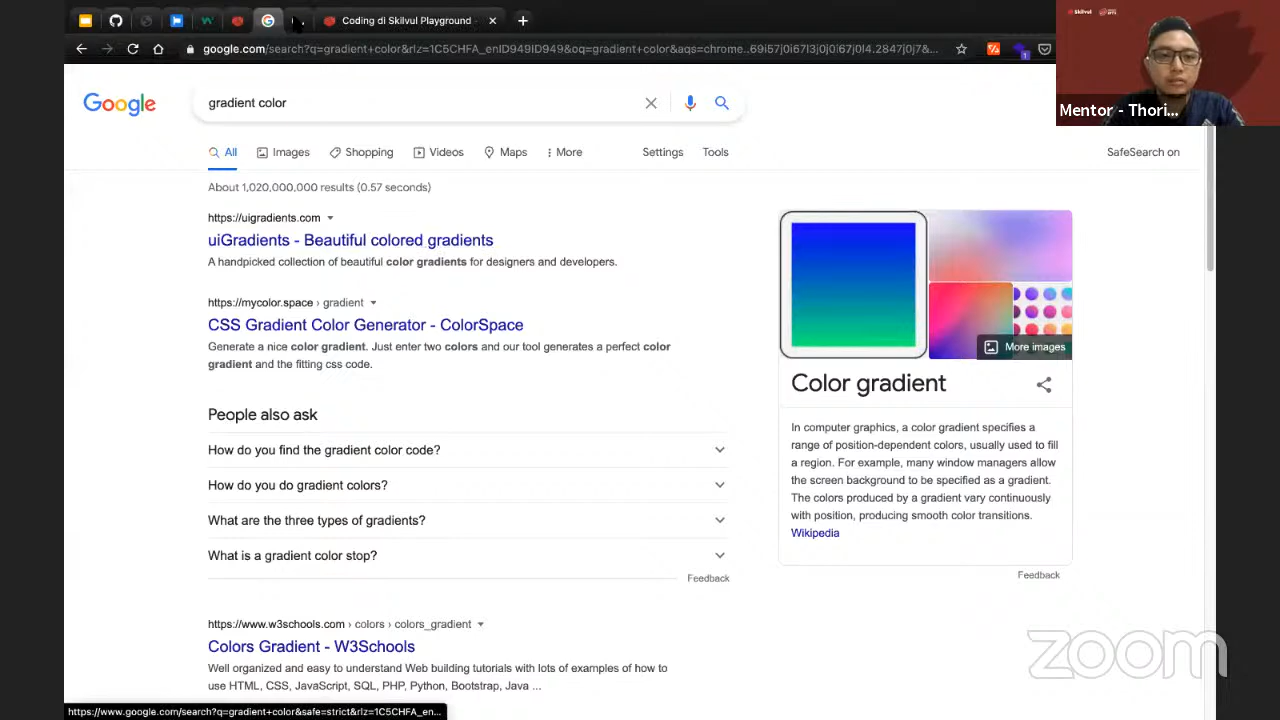 Coding di Skilvul Playground
google.com/search?q=gradient+color&rlz=1C5CHFA_enID949ID949&oq=gradient+color&aqs=chrome..69i57j0i67l3j0j0i67j0l4.2847j0j7&...
Skilvul
Mentor - Thori...
Google
gradient color
All
Images
Shopping
Videos
Maps
More
Settings
Tools
SafeSearch on
About 1,020,000,000 results (0.57 seconds)
https://uigradients.com
uiGradients - Beautiful colored gradients
A handpicked collection of beautiful color gradients for designers and developers.
https://mycolor.space › gradient
CSS Gradient Color Generator - ColorSpace
Generate a nice color gradient. Just enter two colors and our tool generates a perfect color
gradient and the fitting css code.
People also ask
How do you find the gradient color code?
How do you do gradient colors?
What are the three types of gradients?
What is a gradient color stop?
Feedback
https://www.w3schools.com › colors › colors_gradient
Colors Gradient - W3Schools
Well organized and easy to understand Web building tutorials with lots of examples of how to
use HTML, CSS, JavaScript, SQL, PHP, Python, Bootstrap, Java ...
More images
Color gradient
In computer graphics, a color gradient specifies a
range of position-dependent colors, usually used to fill
a region. For example, many window managers allow
the screen background to be specified as a gradient.
The colors produced by a gradient vary continuously
with position, producing smooth color transitions.
Wikipedia
Feedback
zoom
https://www.google.com/search?q=gradient+color&safe=strict&rlz=1C5CHFA_en...